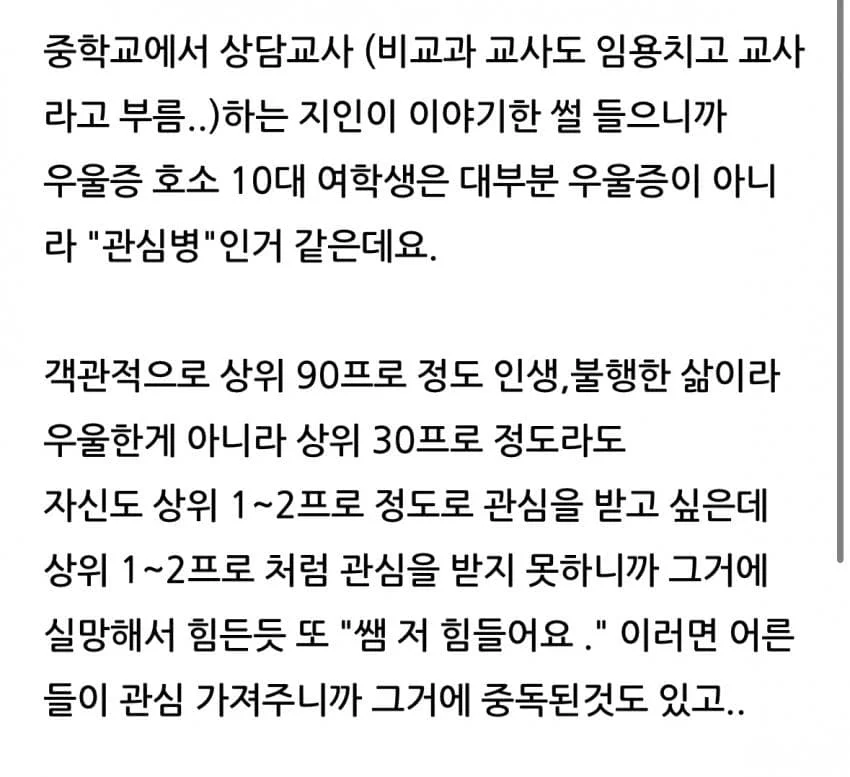 중학교에서 상담교사 (비교과 교사도 임용치고 교사
라고 부름..)하는 지인이 이야기한 썰 들으니까
우울증 호소 10대 여학생은 대부분 우울증이 아니
라 "관심병"인거 같은데요.
객관적으로 상위 90프로 정도 인생,불행한 삶이라
우울한게 아니라 상위 30프로 정도라도
자신도 상위 1~2프로 정도로 관심을 받고 싶은데
상위 1~2프로 처럼 관심을 받지 못하니까 그거에
실망해서 힘든듯 또 "쌤 저 힘들어요 ." 이러면 어른
들이 관심 가져주니까 그거에 중독된것도 있고..